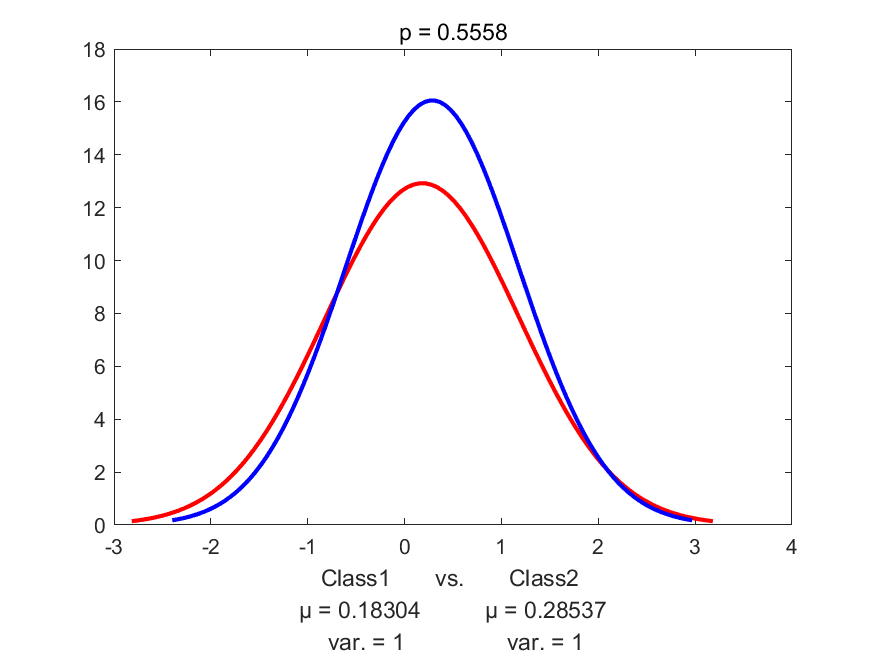 p = 0.5558
18
16
14
12
10
8
6
4
2
0
-3 -2 -1 0 1 2 3 4
Class1 vs. Class2
μ = 0.18304 μ = 0.28537
var. = 1 var. = 1